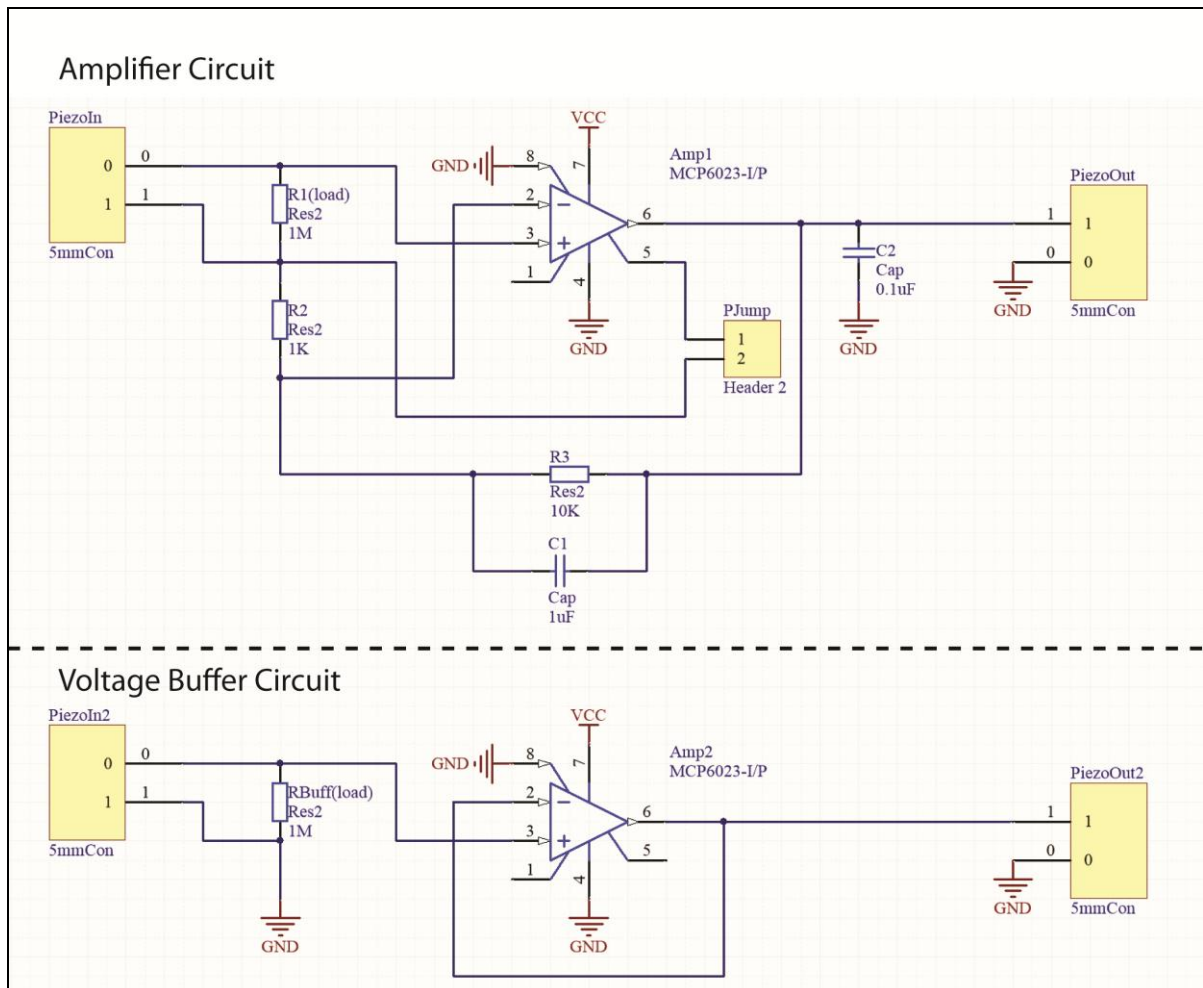 Amplifier Circuit
PiezoIn
0
1
0
1
5mmCon
R1(load)
Res2
1M
R2
Res2
1K
GND
8
2
3
1
VCC
7
4
GND
6
5
Amp1
MCP6023-I/P
PJump
1
2
Header 2
C2
Cap
0.1uF
GND
PiezoOut
1
0
1
0
GND
5mmCon
R3
Res2
10K
C1
Cap
1uF
Voltage Buffer Circuit
PiezoIn2
0
1
0
1
5mmCon
RBuff(load)
Res2
1M
GND
GND
8
2
3
1
VCC
7
4
GND
6
5
Amp2
MCP6023-I/P
PiezoOut2
1
0
1
0
GND
5mmCon